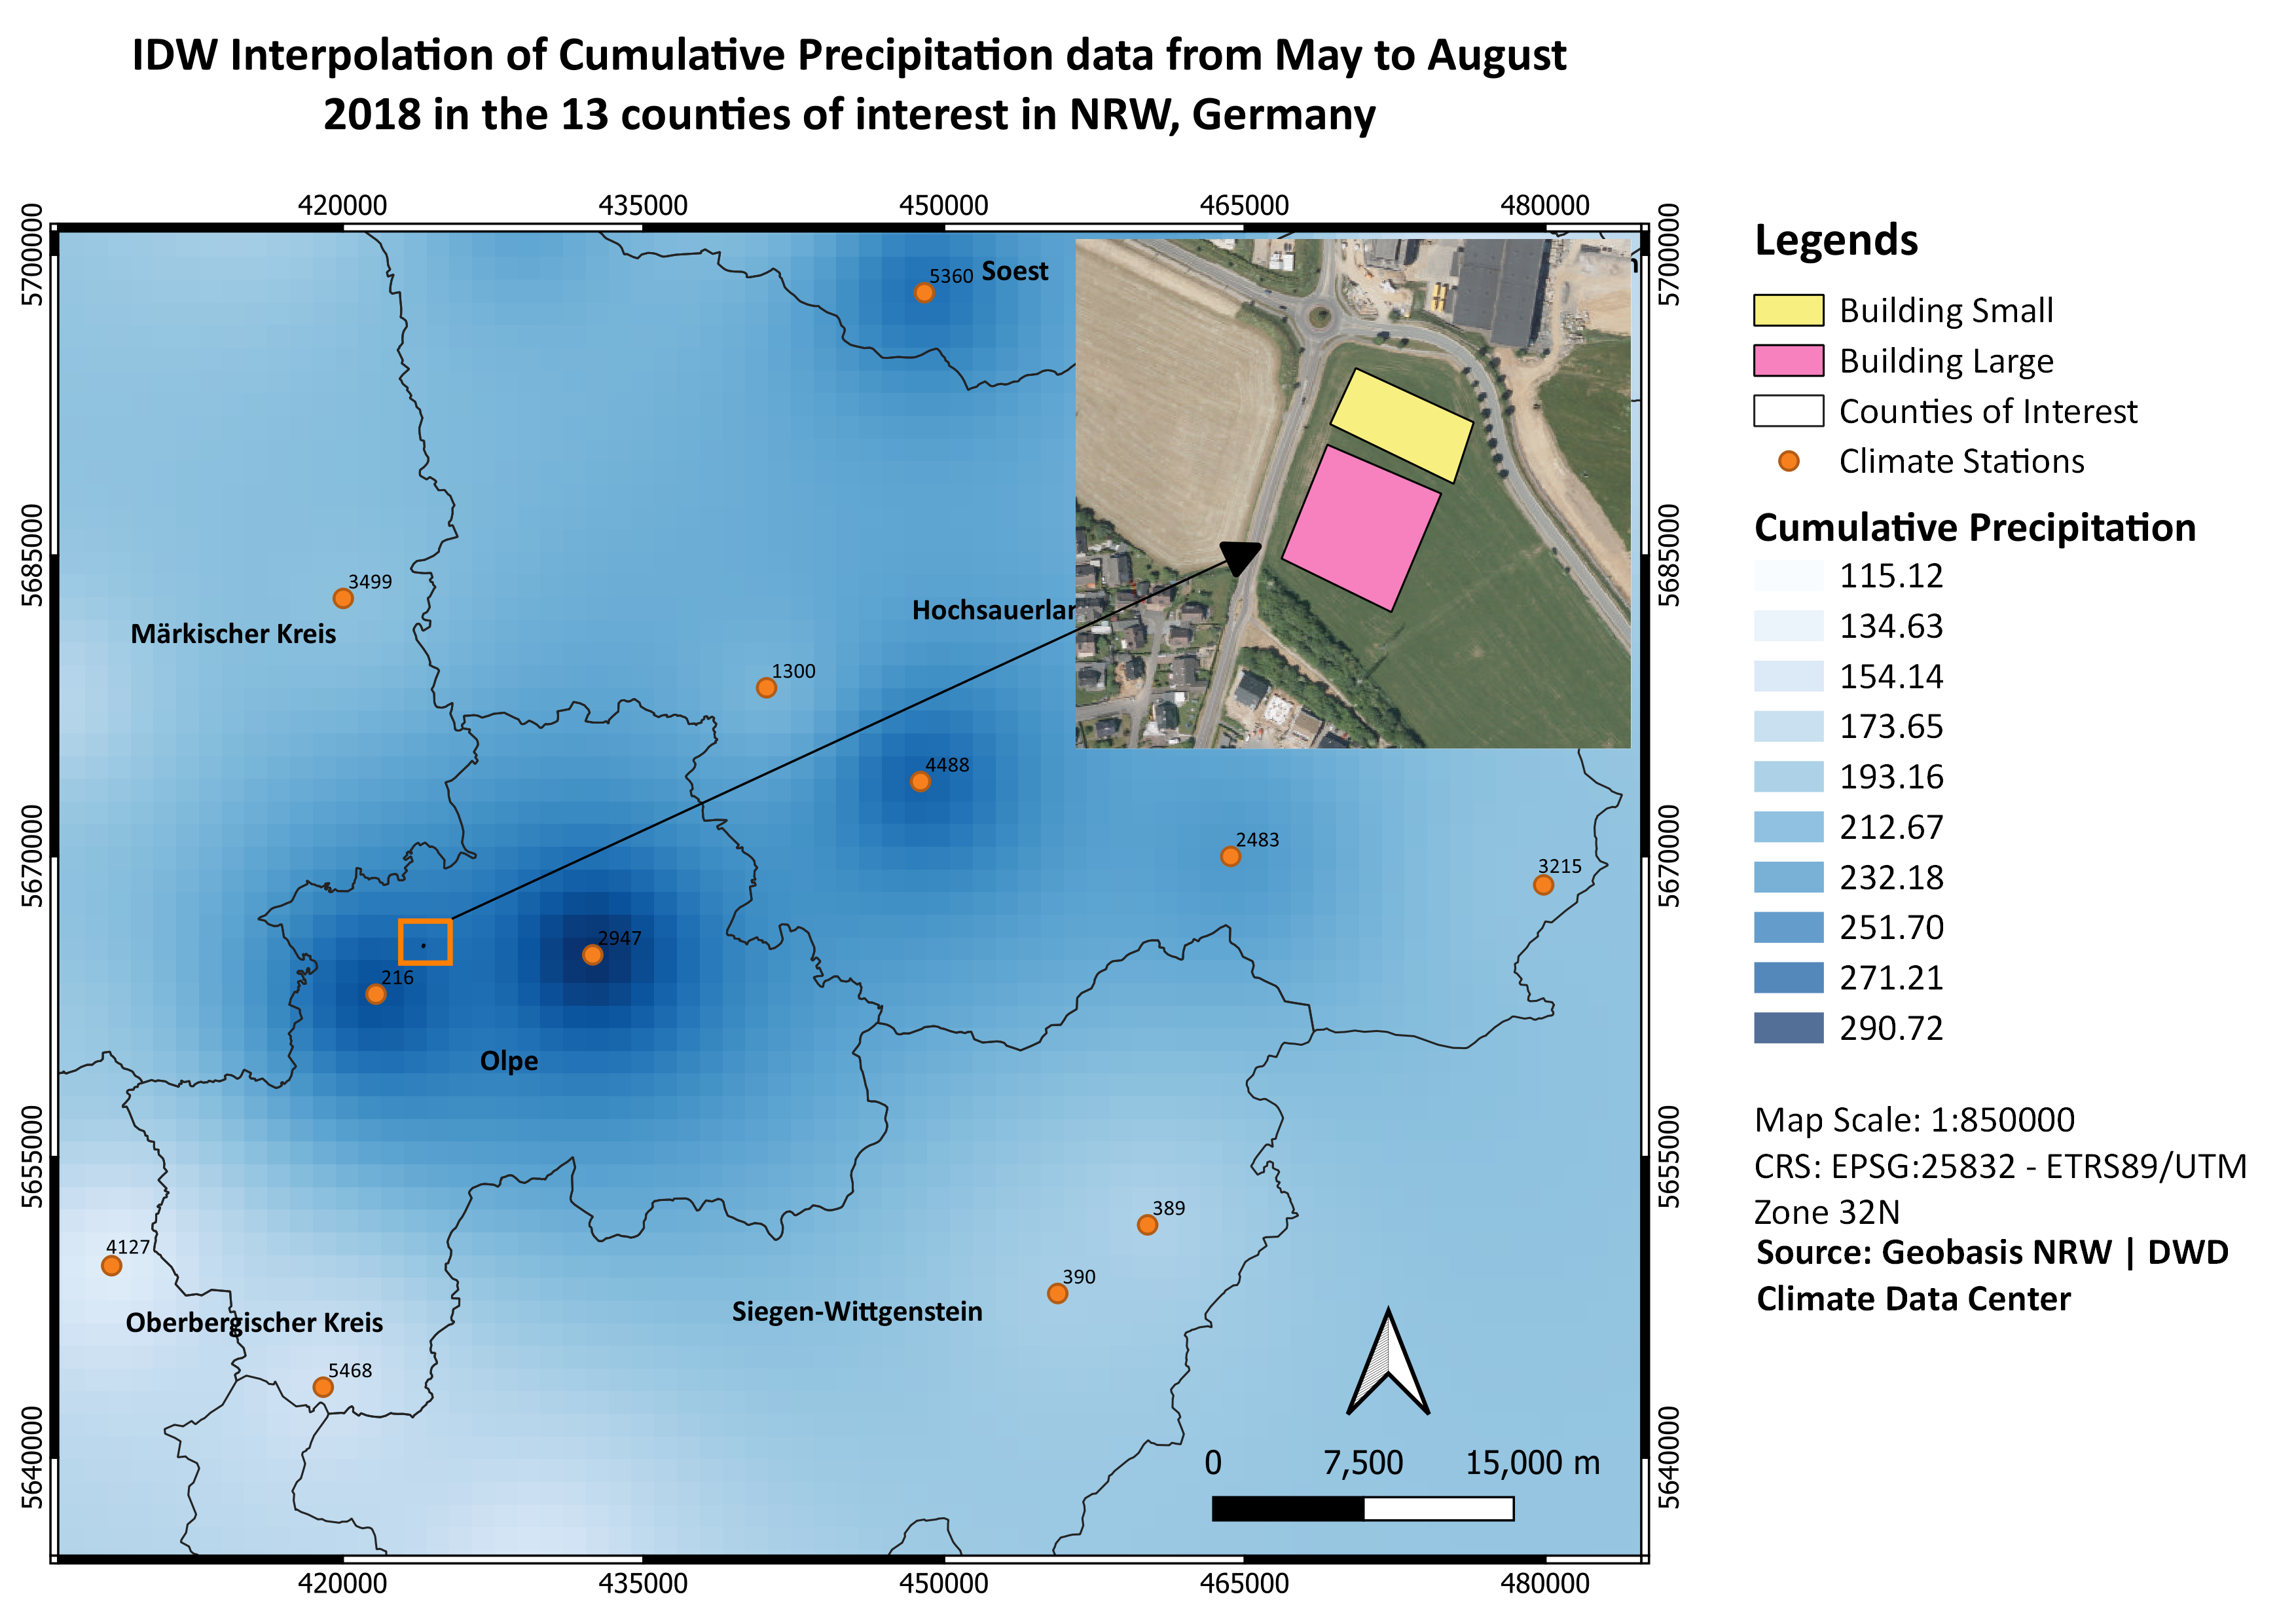 IDW Interpolation of Cumulative Precipitation data from May to August
2018 in the 13 counties of interest in NRW, Germany
420000 435000 450000 465000 480000
5700000 5700000
5685000 5685000
5670000 5670000
5655000 5655000
5640000 5640000
5360 Soest
n
3499
Märkischer Kreis
Hochsauerlan
1300
4488
2483
3215
2947
216
Olpe
389
4127
390
Oberbergischer Kreis
Siegen-Wittgenstein
5468
0 7,500 15,000 m
420000 435000 450000 465000 480000
Legends
Building Small
Building Large
Counties of Interest
Climate Stations
Cumulative Precipitation
115.12
134.63
154.14
173.65
193.16
212.67
232.18
251.70
271.21
290.72
Map Scale: 1:850000
CRS: EPSG:25832 - ETRS89/UTM
Zone 32N
Source: Geobasis NRW | DWD
Climate Data Center